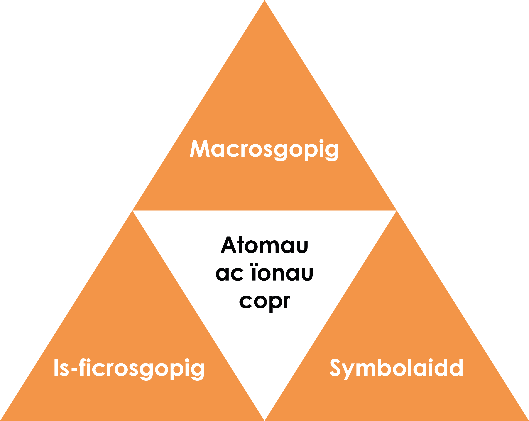 Macrosgopig
Atomau
ac ïonau
copr
Is-ficrosgopig
Symbolaidd